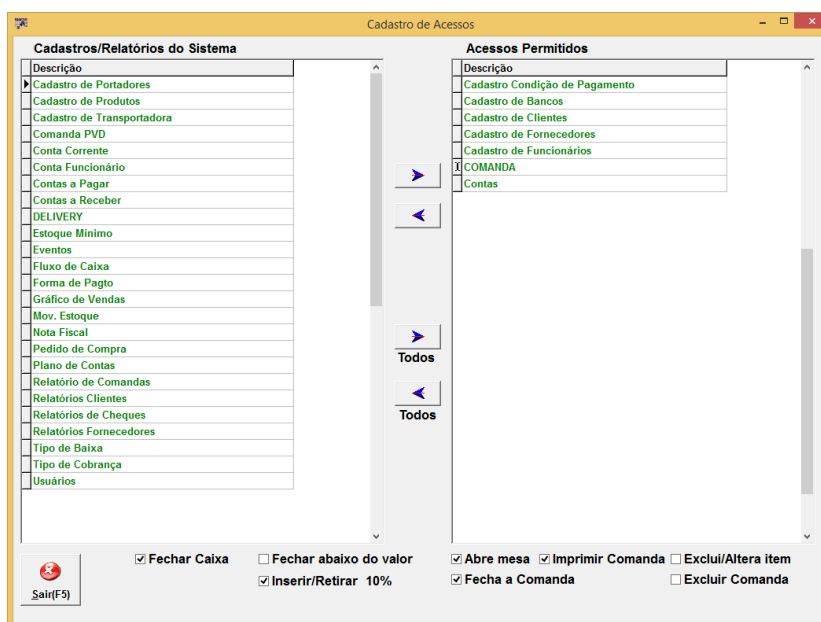 Cadastro de Acessos
Cadastros/Relatórios do Sistema
Descrição
Cadastro de Portadores
Cadastro de Produtos
Cadastro de Transportadora
Comanda PVD
Conta Corrente
Conta Funcionário
Contas a Pagar
Contas a Receber
DELIVERY
Estoque Mínimo
Eventos
Fluxo de Caixa
Forma de Pagto
Gráfico de Vendas
Mov. Estoque
Nota Fiscal
Pedido de Compra
Plano de Contas
Relatório de Comandas
Relatórios Clientes
Relatórios de Cheques
Relatórios Fornecedores
Tipo de Baixa
Tipo de Cobrança
Usuários
Todos
Todos
Acessos Permitidos
Descrição
Cadastro Condição de Pagamento
Cadastro de Bancos
Cadastro de Clientes
Cadastro de Fornecedores
Cadastro de Funcionários
COMANDA
Contas
Sair(F5)
Fechar Caixa
Fechar abaixo do valor
Inserir/Retirar 10%
Abre mesa Imprimir Comanda Exclui/Altera item
Fecha a Comanda Excluir Comanda